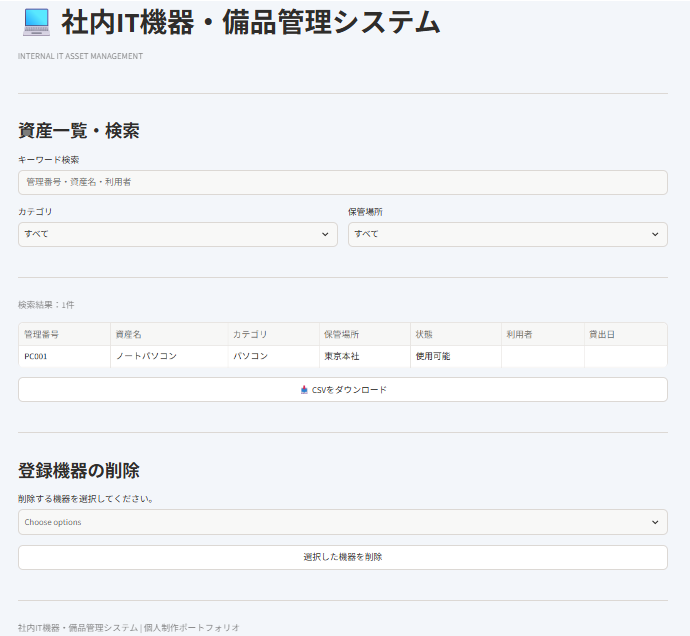 社内IT機器・備品管理システム
INTERNAL IT ASSET MANAGEMENT
資産一覧・検索
キーワード検索
管理番号・資産名・利用者
カテゴリ 保管場所
すべて すべて
検索結果：1件
管理番号 資産名 カテゴリ 保管場所 状態 利用者 貸出日
PC001 ノートパソコン パソコン 東京本社 使用可能
CSVをダウンロード
登録機器の削除
削除する機器を選択してください。
Choose options
選択した機器を削除
社内IT機器・備品管理システム | 個人制作ポートフォリオ